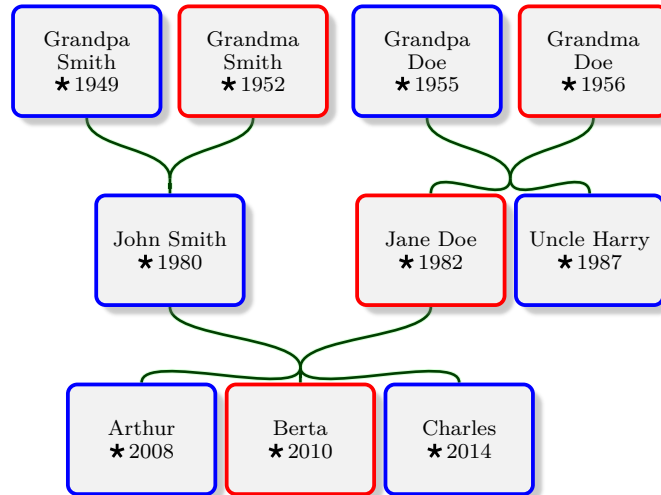 Grandpa
Smith
★ 1949
Grandma
Smith
★ 1952
Grandpa
Doe
★ 1955
Grandma
Doe
★ 1956
John Smith
★ 1980
Jane Doe
★ 1982
Uncle Harry
★ 1987
Arthur
★ 2008
Berta
★ 2010
Charles
★ 2014